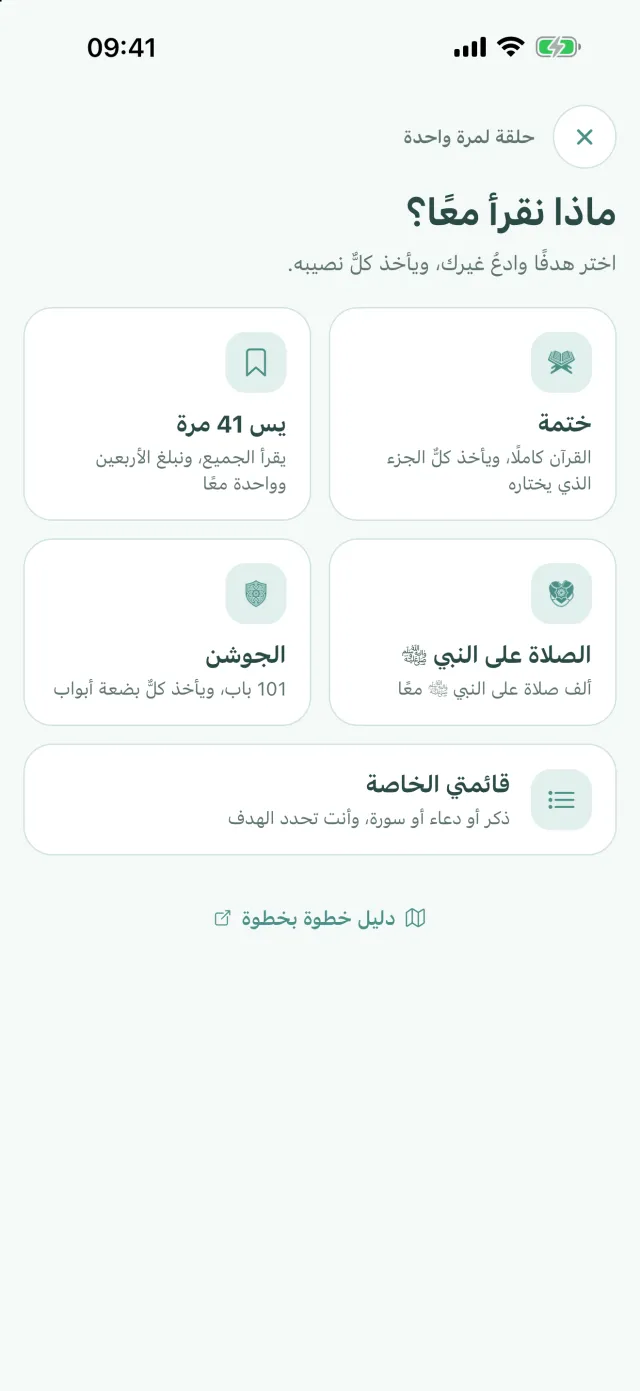 09:41
حلقة لمرة واحدة
ماذا نقرأ معًا؟
اختر هدفًا وادعُ غيرك، ويأخذ كلٌّ نصيبه.
ختمة
القرآن كاملًا، ويأخذ كلٌّ الجزء
الذي يختاره
يس 41 مرة
يقرأ الجميع، ونبلغ الأربعين
وواحدة معًا
الصلاة على النبي ﷺ
ألف صلاة على النبي ﷺ معًا
الجوشن
101 باب، ويأخذ كلٌّ بضعة أبواب
قائمتي الخاصة
ذكر أو دعاء أو سورة، وأنت تحدد الهدف
دليل خطوة بخطوة